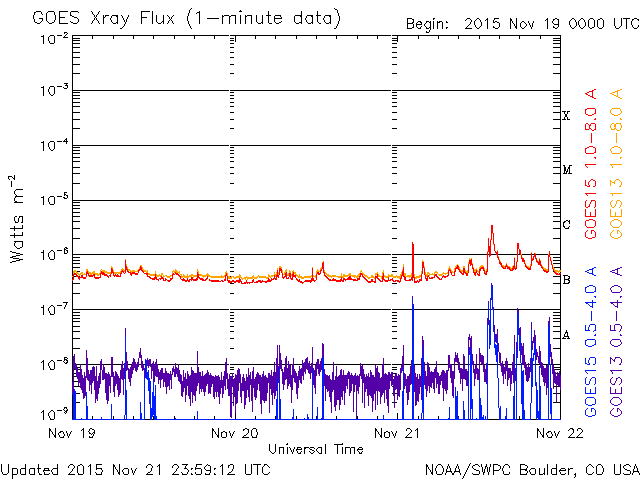 GOES Xray Flux (1-minute data)
Begin: 2015 Nov 19 0000 UTC
Watts m⁻²
10⁻²
10⁻³
10⁻⁴
10⁻⁵
10⁻⁶
10⁻⁷
10⁻⁸
10⁻⁹
X
M
C
B
A
GOES15 1.0-8.0 A
GOES13 1.0-8.0 A
GOES15 0.5-4.0 A
GOES13 0.5-4.0 A
Nov 19 Nov 20 Nov 21 Nov 22
Universal Time
Updated 2015 Nov 21 23:59:12 UTC
NOAA/SWPC Boulder, CO USA